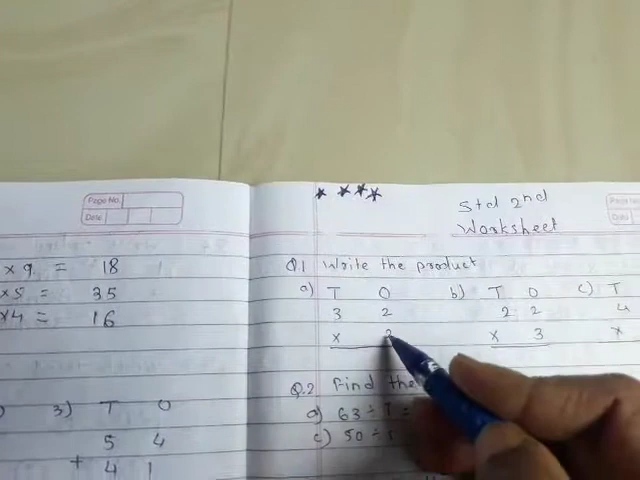 Page No.
Date
x 9 = 18
x 5 = 35
x 4 = 16
3) T O
5 4
+ 4 1
Std 2nd
Worksheet
Page No.
Date
Q.1 Write the product
a) T O b) T O c) T
3 2 2 2 4
x x 3 x
Q.2 Find the
a) 63 ÷
c) 50 ÷